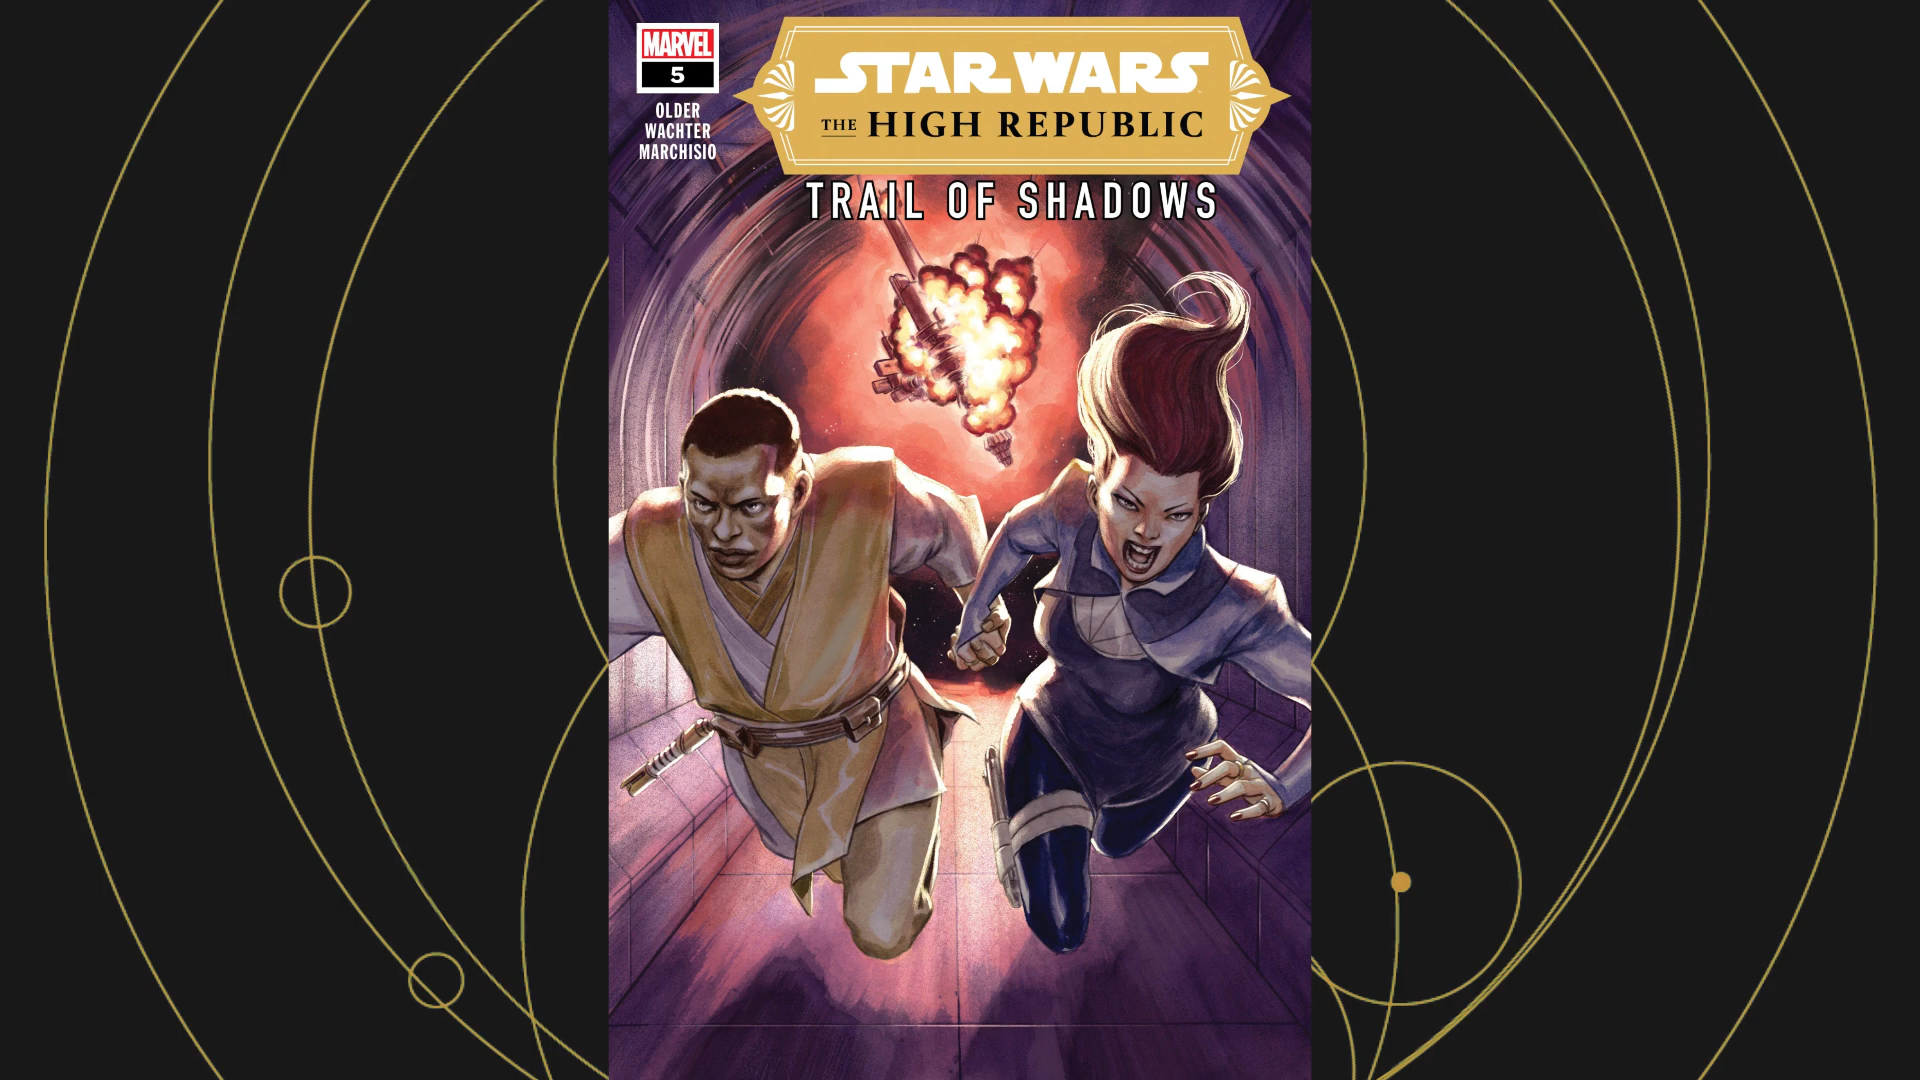 MARVEL
5
OLDER
WACHTER
MARCHISIO
STAR WARS
THE HIGH REPUBLIC
TRAIL OF SHADOWS